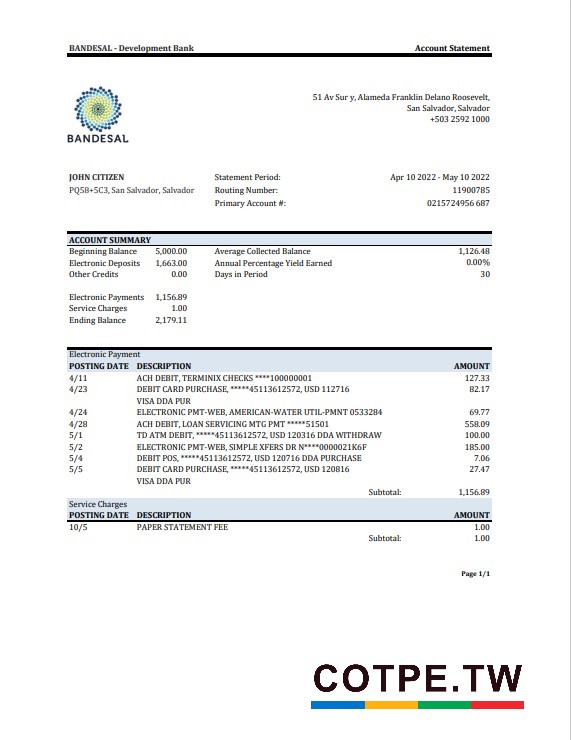 BANDESAL - Development Bank Account Statement
51 Av Sur y, Alameda Franklin Delano Roosevelt,
San Salvador, Salvador
+503 2592 1000
BANDESAL
JOHN CITIZEN Statement Period: Apr 10 2022 - May 10 2022
PQ58+5C3, San Salvador, Salvador Routing Number: 11900785
Primary Account #: 0215724956 687
ACCOUNT SUMMARY
Beginning Balance 5,000.00 Average Collected Balance 1,126.48
Electronic Deposits 1,663.00 Annual Percentage Yield Earned 0.00%
Other Credits 0.00 Days in Period 30
Electronic Payments 1,156.89
Service Charges 1.00
Ending Balance 2,179.11
Electronic Payment
POSTING DATE DESCRIPTION AMOUNT
4/11 ACH DEBIT, TERMINIX CHECKS ****100000001 127.33
4/23 DEBIT CARD PURCHASE, *****45113612572, USD 112716 82.17
VISA DDA PUR
4/24 ELECTRONIC PMT-WEB, AMERICAN-WATER UTIL-PMNT 0533284 69.77
4/28 ACH DEBIT, LOAN SERVICING MTG PMT *****51501 558.09
5/1 TD ATM DEBIT, *****45113612572, USD 120316 DDA WITHDRAW 100.00
5/2 ELECTRONIC PMT-WEB, SIMPLE XFERS DR N****0000021K6F 185.00
5/4 DEBIT POS, *****45113612572, USD 120716 DDA PURCHASE 7.06
5/5 DEBIT CARD PURCHASE, *****45113612572, USD 120816 27.47
VISA DDA PUR
Subtotal: 1,156.89
Service Charges
POSTING DATE DESCRIPTION AMOUNT
10/5 PAPER STATEMENT FEE 1.00
Subtotal: 1.00
Page 1/1
COTPE.TW